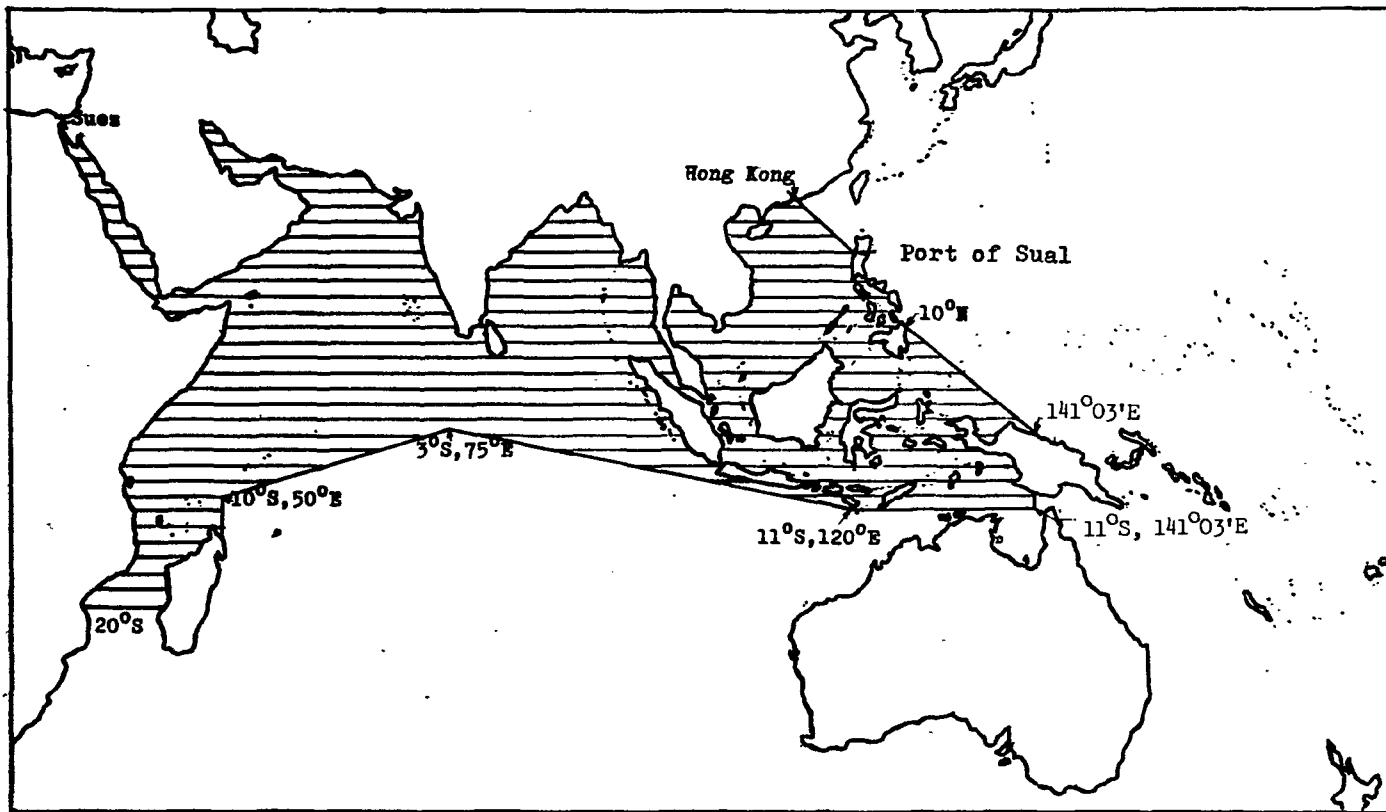 Suez
Hong Kong
Port of Sual
10°N
141°03'E
3°S,75°E
10°S,50°E
11°S,120°E
11°S, 141°03'E
20°S